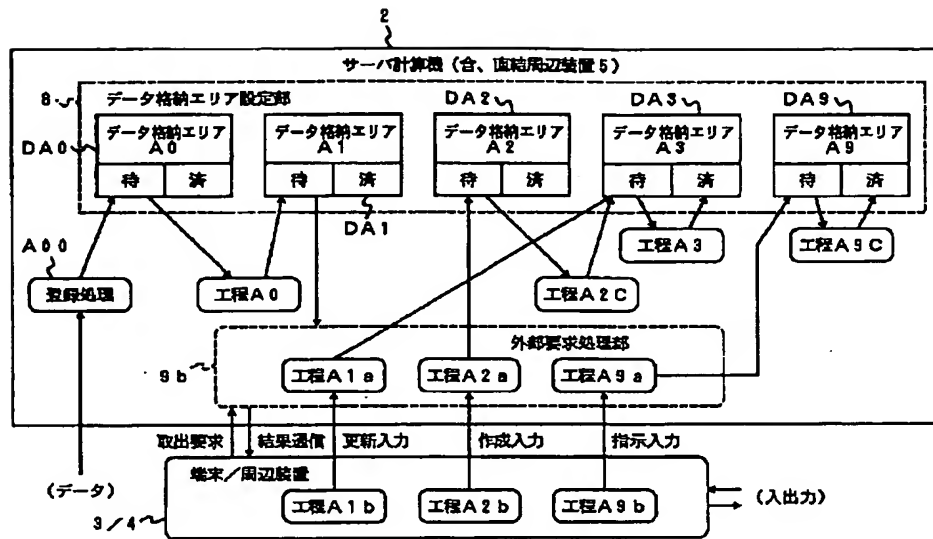 2
サーバ計算機（含、直結周辺装置5）
8
データ格納エリア設定部
DA2
DA3
DA9
DA0
データ格納エリア
A0
待
済
データ格納エリア
A1
待
済
データ格納エリア
A2
待
済
データ格納エリア
A3
待
済
データ格納エリア
A9
待
済
DA1
A00
登録処理
工程A0
工程A2C
工程A3
工程A9C
外部要求処理部
9b
工程A1a
工程A2a
工程A9a
取出要求
結果送信
更新入力
作成入力
指示入力
端末／周辺装置
(データ)
工程A1b
工程A2b
工程A9b
(入出力)
3/4